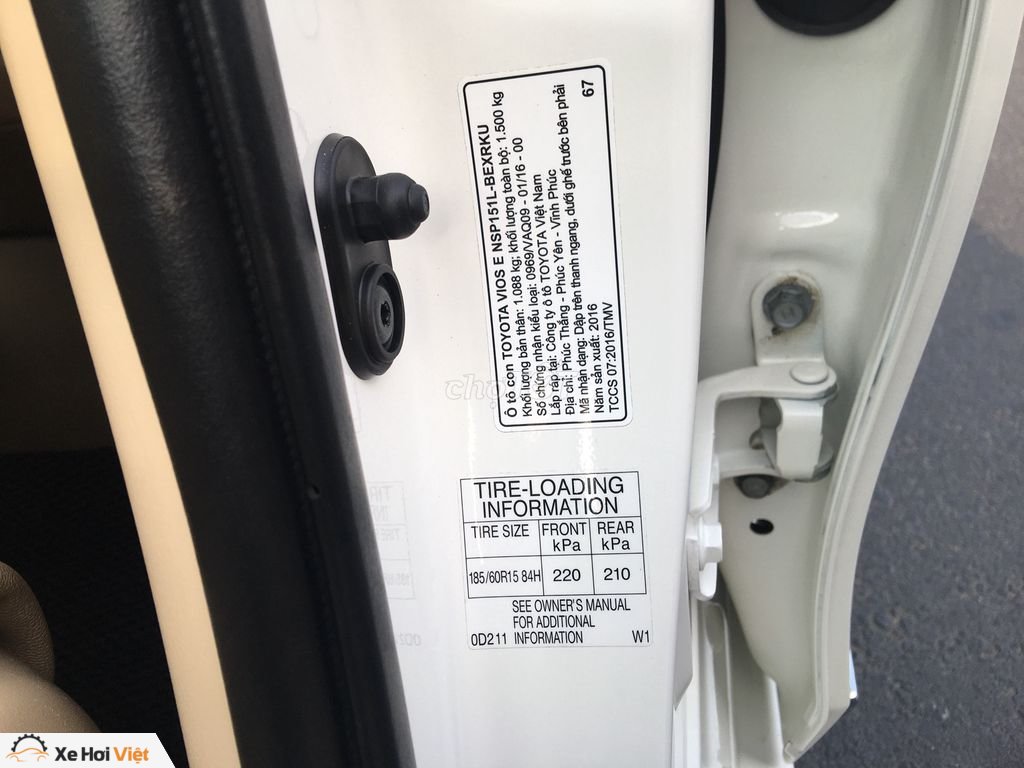 Ô tô con TOYOTA VIOS E NSP151L-BEXRKU
Khối lượng bản thân: 1.088 kg; khối lượng toàn bộ: 1.500 kg
Số chứng nhận kiểu loại: 0969/VAQ09 - 01/16 - 00
Lắp ráp tại: Công ty ô tô TOYOTA Việt Nam
Địa chỉ: Phúc Thắng - Phúc Yên - Vĩnh Phúc
Mã nhận dạng: Dập trên thanh ngang, dưới ghế trước bên phải
Năm sản xuất: 2016
TCCS 07:2016/TMV
67
TIRE-LOADING
INFORMATION
TIRE SIZE FRONT kPa REAR kPa
185/60R15 84H 220 210
SEE OWNER'S MANUAL
FOR ADDITIONAL
0D211 INFORMATION W1
Xe Hơi Việt